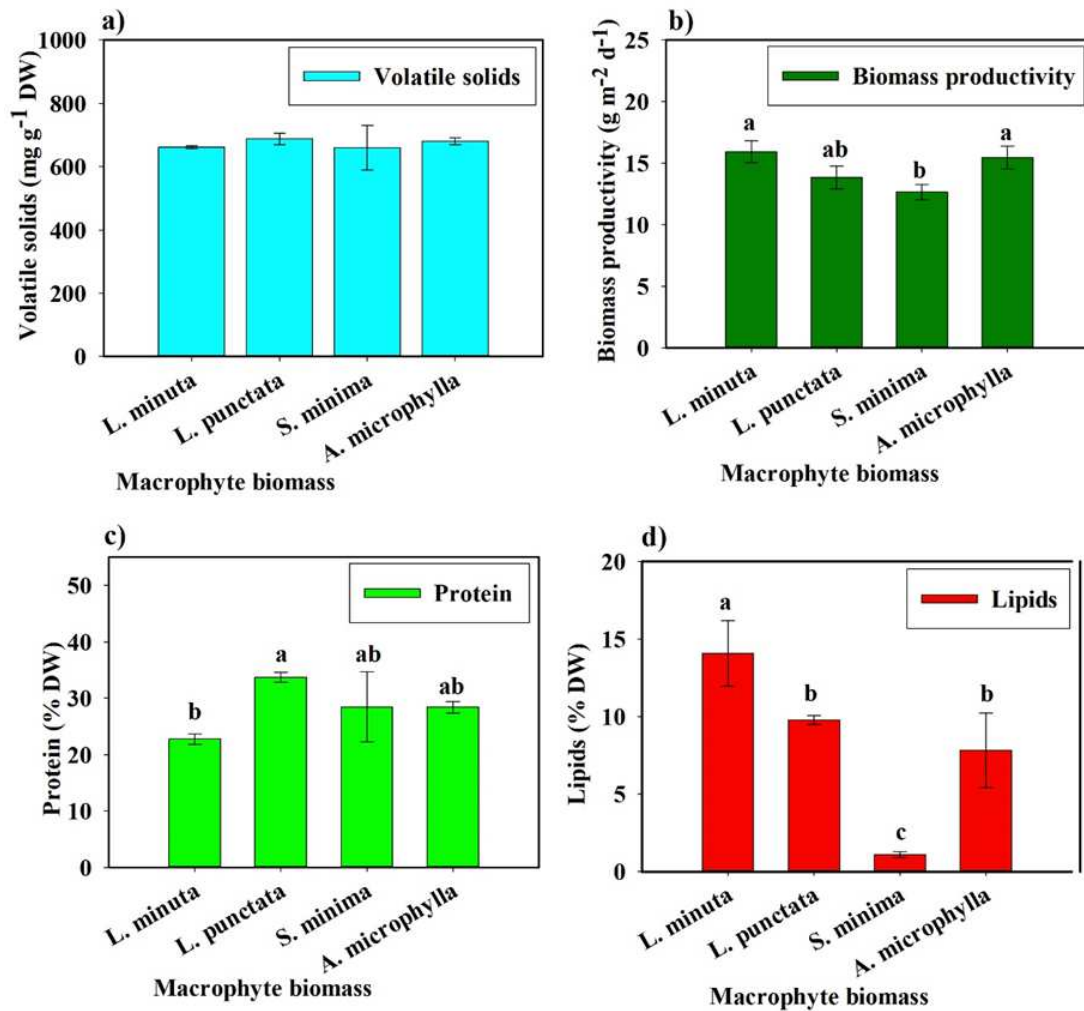 a)
Volatile solids (mg g-1 DW)
1000
800
600
400
200
0
Volatile solids
L. minuta
L. punctata
S. minima
A. microphylla
Macrophyte biomass
b)
Biomass productivity (g m-2 d-1)
25
20
15
10
5
0
Biomass productivity
a
ab
b
a
L. minuta
L. punctata
S. minima
A. microphylla
Macrophyte biomass
c)
Protein (% DW)
50
40
30
20
10
0
Protein
b
a
ab
ab
L. minuta
L. punctata
S. minima
A. microphylla
Macrophyte biomass
d)
Lipids (% DW)
20
15
10
5
0
Lipids
a
b
c
b
L. minuta
L. punctata
S. minima
A. microphylla
Macrophyte biomass